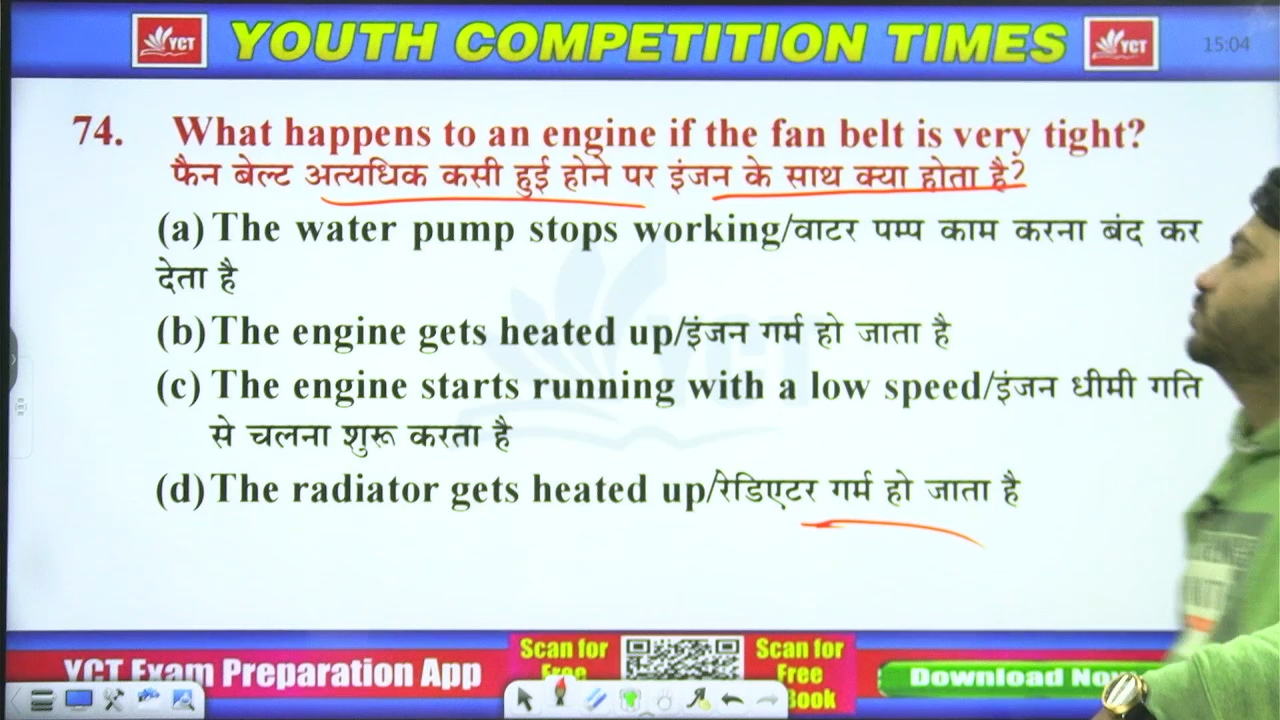 YCT
YOUTH COMPETITION TIMES
YCT
15:04
74. What happens to an engine if the fan belt is very tight?
फैन बेल्ट अत्यधिक कसी हुई होने पर इंजन के साथ क्या होता है?
(a) The water pump stops working/वाटर पम्प काम करना बंद कर
देता है
(b) The engine gets heated up/इंजन गर्म हो जाता है
(c) The engine starts running with a low speed/इंजन धीमी गति
से चलना शुरू करता है
(d) The radiator gets heated up/रेडिएटर गर्म हो जाता है
YCT
YCT Exam Preparation App
Scan for
Free
Scan for
Free
Book
Download Now